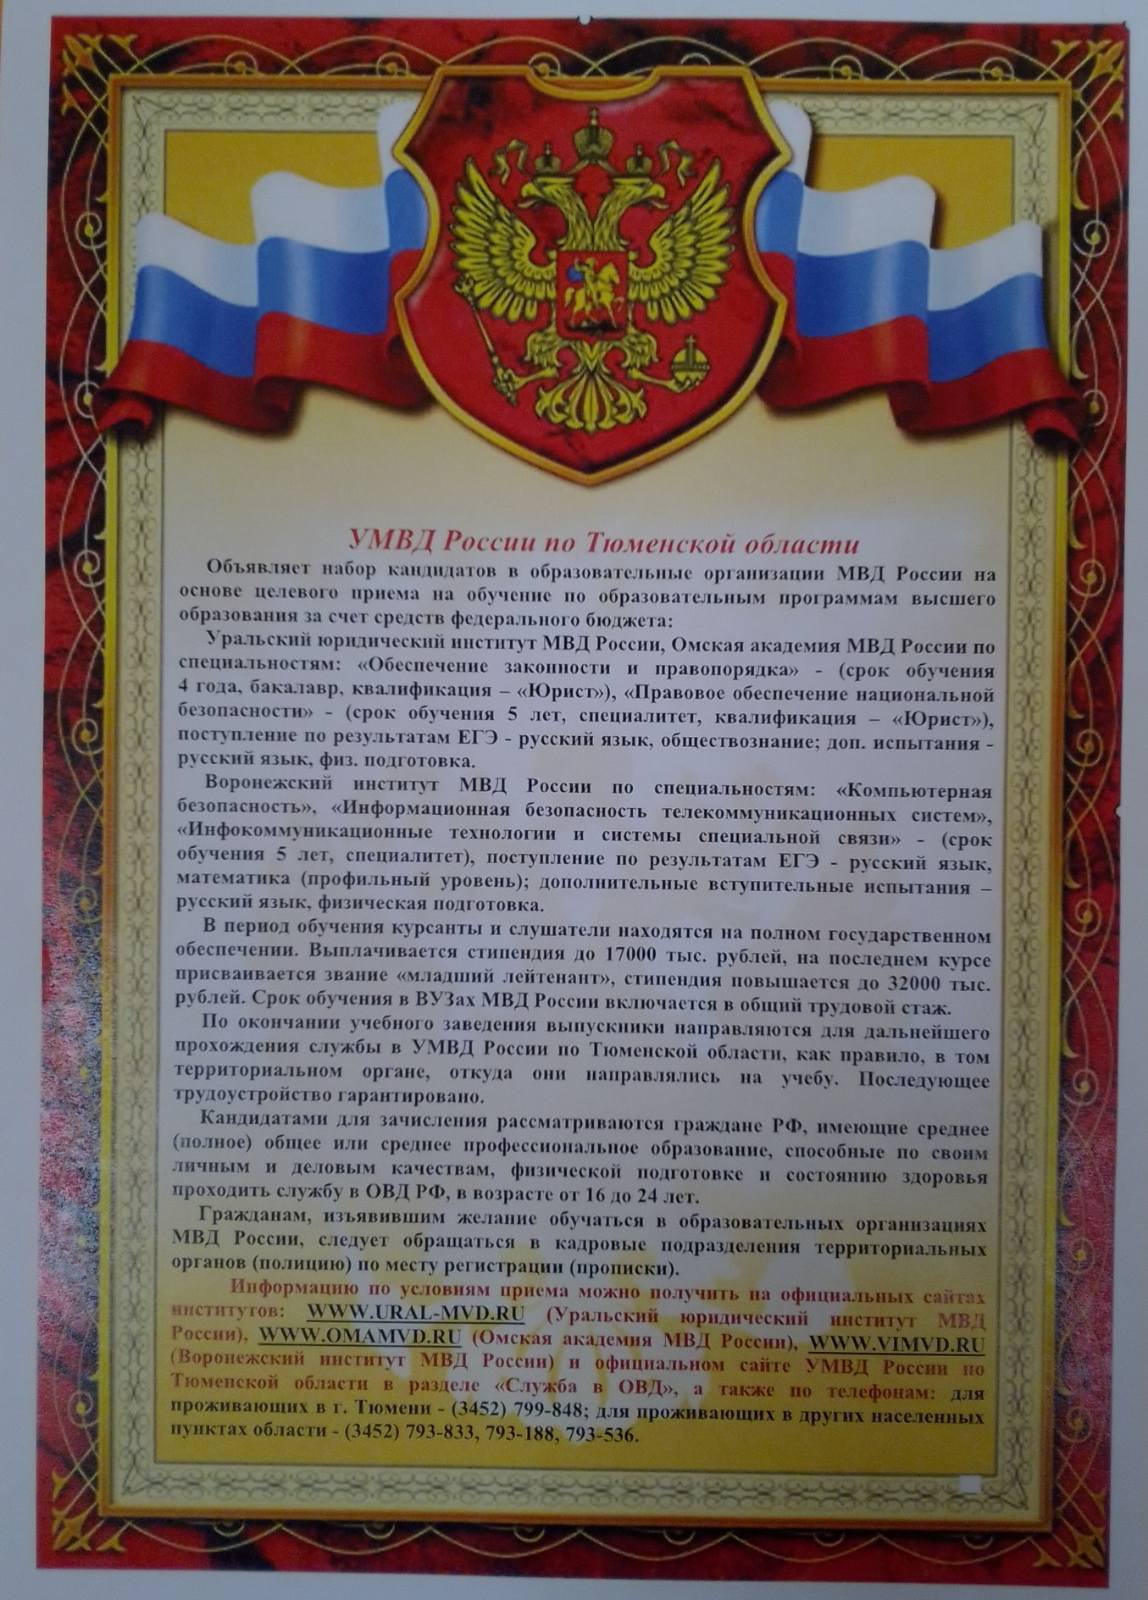 УМВД России по Тюменской области
Объявляет набор кандидатов в образовательные организации МВД России на
основе целевого приема на обучение по образовательным программам высшего
образования за счет средств федерального бюджета:
Уральский юридический институт МВД России, Омская академия МВД России по
специальностям: «Обеспечение законности и правопорядка» - (срок обучения
4 года, бакалавр, квалификация – «Юрист»), «Правовое обеспечение национальной
безопасности» - (срок обучения 5 лет, специалитет, квалификация – «Юрист»),
поступление по результатам ЕГЭ - русский язык, обществознание; доп. испытания -
русский язык, физ. подготовка.
Воронежский институт МВД России по специальностям: «Компьютерная
безопасность», «Информационная безопасность телекоммуникационных систем»,
«Инфокоммуникационные технологии и системы специальной связи» - (срок
обучения 5 лет, специалитет), поступление по результатам ЕГЭ - русский язык,
математика (профильный уровень); дополнительные вступительные испытания –
русский язык, физическая подготовка.
В период обучения курсанты и слушатели находятся на полном государственном
обеспечении. Выплачивается стипендия до 17000 тыс. рублей, на последнем курсе
присваивается звание «младший лейтенант», стипендия повышается до 32000 тыс.
рублей. Срок обучения в ВУЗах МВД России включается в общий трудовой стаж.
По окончании учебного заведения выпускники направляются для дальнейшего
прохождения службы в УМВД России по Тюменской области, как правило, в том
территориальном органе, откуда они направлялись на учебу. Последующее
трудоустройство гарантировано.
Кандидатами для зачисления рассматриваются граждане РФ, имеющие среднее
(полное) общее или среднее профессиональное образование, способные по своим
личным и деловым качествам, физической подготовке и состоянию здоровья
проходить службу в ОВД РФ, в возрасте от 16 до 24 лет.
Гражданам, изъявившим желание обучаться в образовательных организациях
МВД России, следует обращаться в кадровые подразделения территориальных
органов (полицию) по месту регистрации (прописки).
Информацию по условиям приема можно получить на официальных сайтах
институтов: WWW.URAL-MVD.RU (Уральский юридический институт МВД
России), WWW.OMAMVD.RU (Омская академия МВД России), WWW.VIMVD.RU
(Воронежский институт МВД России) и официальном сайте УМВД России по
Тюменской области в разделе «Служба в ОВД», а также по телефонам: для
проживающих в г. Тюмени - (3452) 799-848; для проживающих в других населенных
пунктах области - (3452) 793-833, 793-188, 793-536.